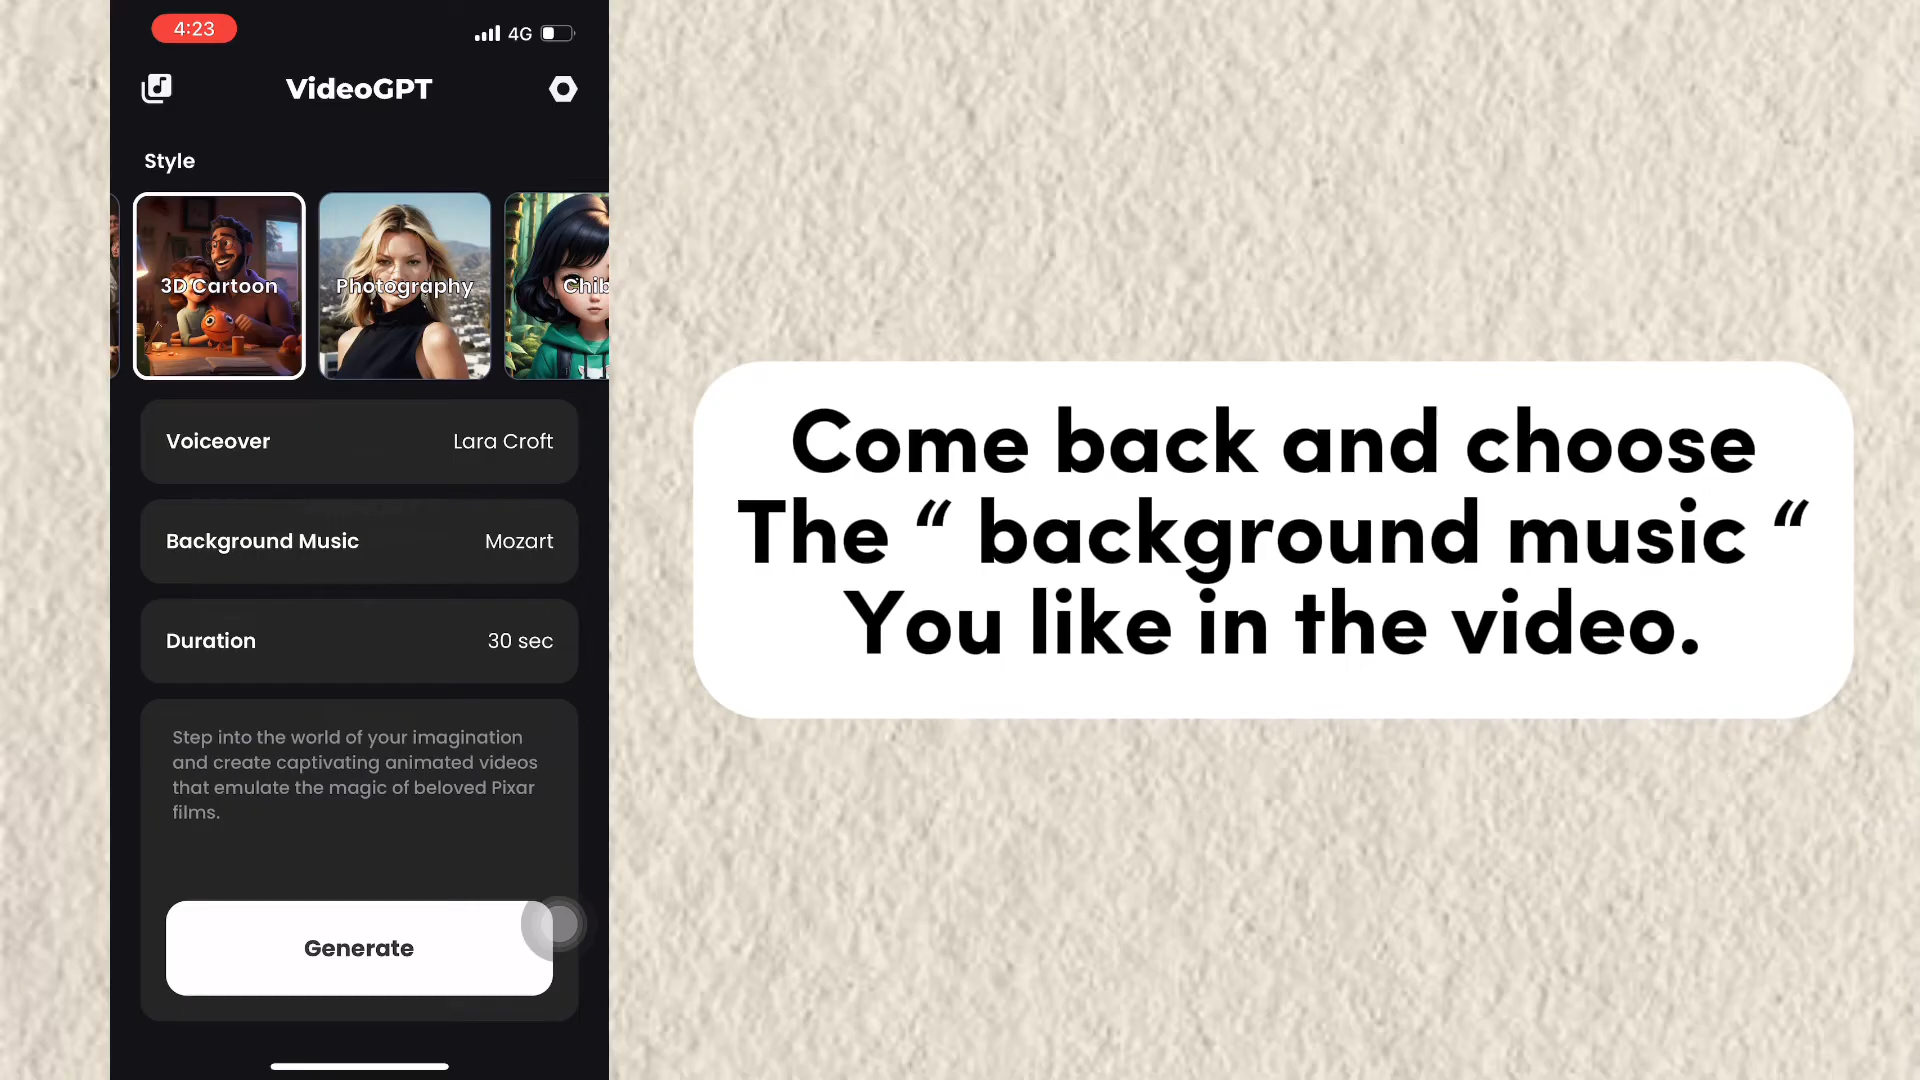 4:23
4G
VideoGPT
Style
3D Cartoon
Photography
Chib
Voiceover
Lara Croft
Background Music
Mozart
Duration
30 sec
Step into the world of your imagination
and create captivating animated videos
that emulate the magic of beloved Pixar
films.
Generate
Come back and choose
The “ background music “
You like in the video.